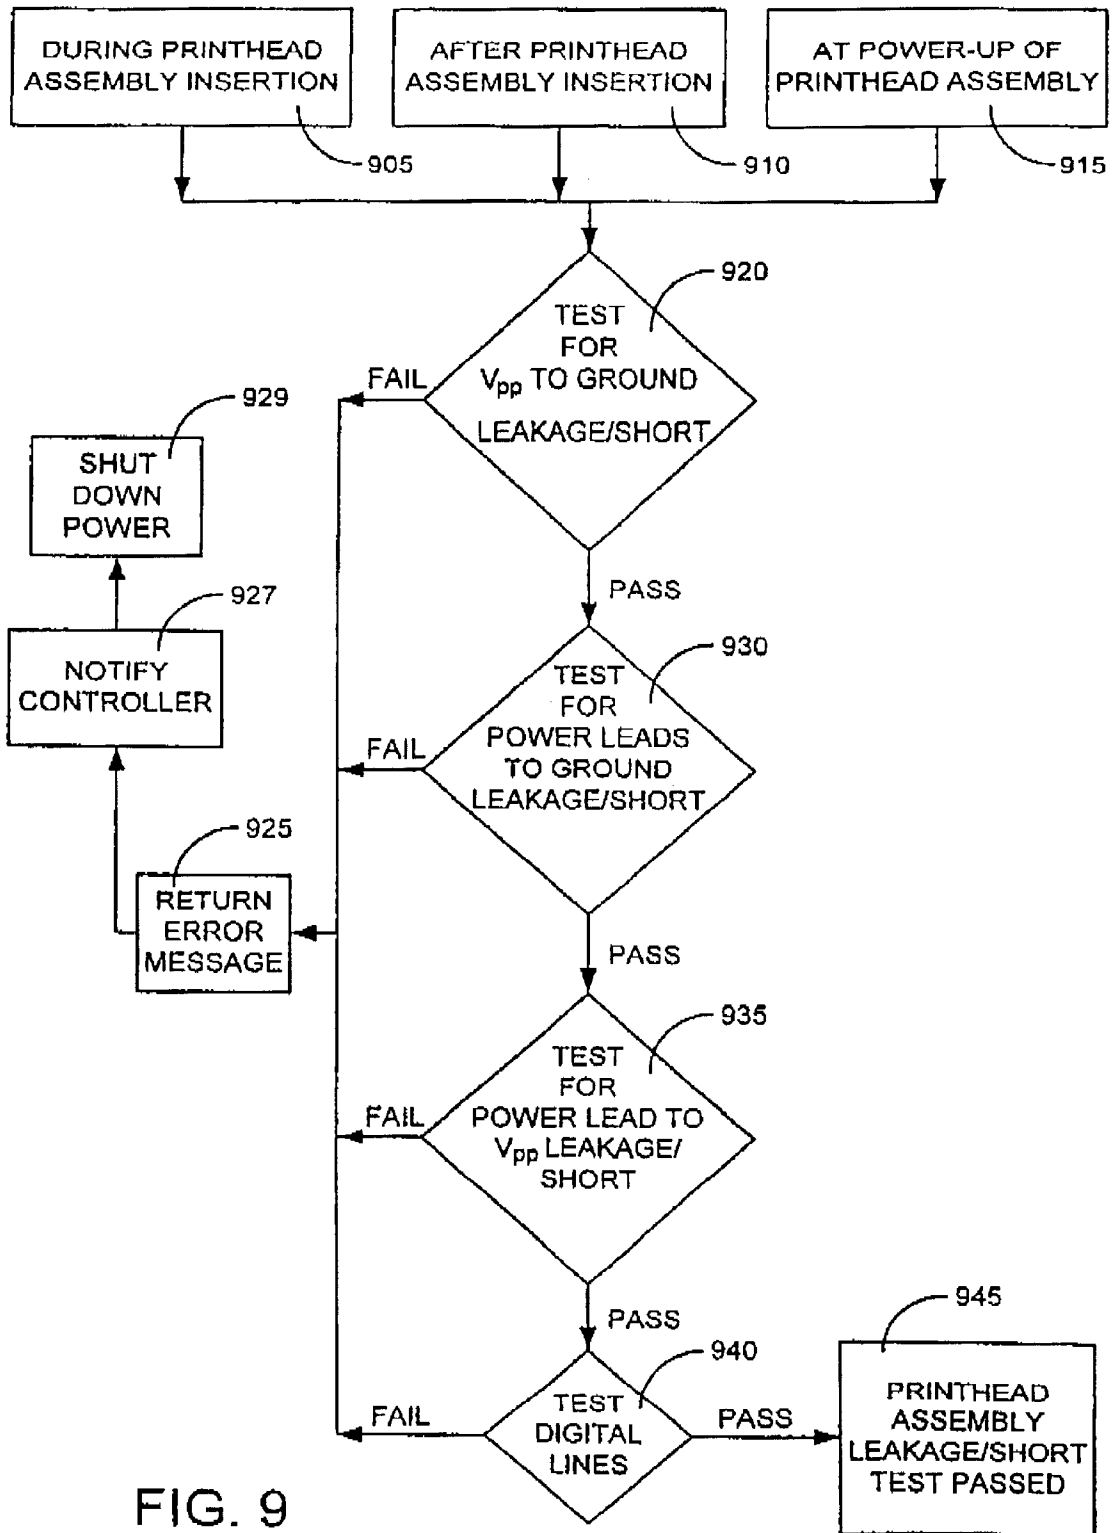 DURING PRINTHEAD
ASSEMBLY INSERTION
905
AFTER PRINTHEAD
ASSEMBLY INSERTION
910
AT POWER-UP OF
PRINTHEAD ASSEMBLY
915
920
TEST
FOR
Vpp TO GROUND
LEAKAGE/SHORT
FAIL
929
SHUT
DOWN
POWER
PASS
927
NOTIFY
CONTROLLER
930
TEST
FOR
POWER LEADS
TO GROUND
LEAKAGE/SHORT
FAIL
925
RETURN
ERROR
MESSAGE
PASS
935
TEST
FOR
POWER LEAD TO
Vpp LEAKAGE/
SHORT
FAIL
PASS
940
TEST
DIGITAL
LINES
FAIL
PASS
945
PRINTHEAD
ASSEMBLY
LEAKAGE/SHORT
TEST PASSED
FIG. 9